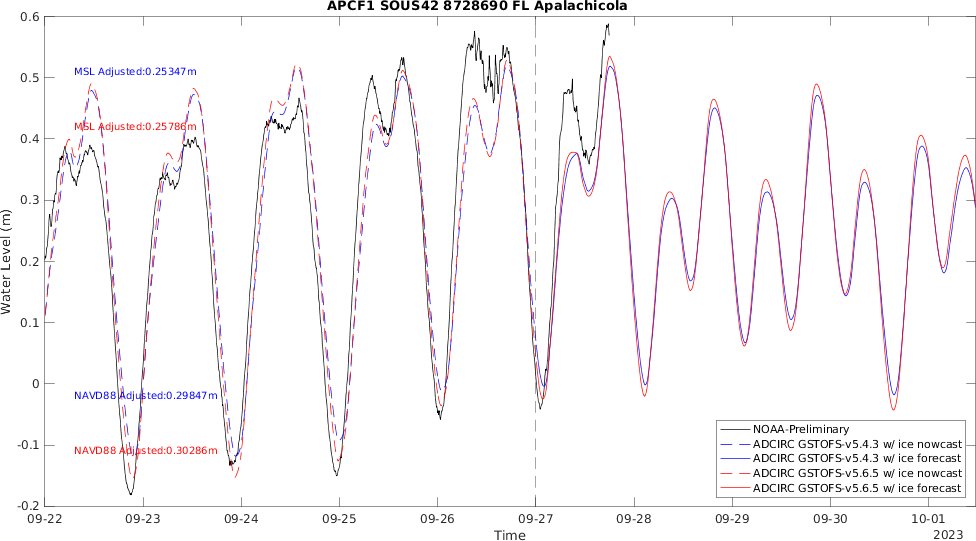 APCF1 SOUS42 8728690 FL Apalachicola
0.6
0.5
0.4
0.3
0.2
0.1
0
-0.1
-0.2
Water Level (m)
MSL Adjusted:0.25347m
MSL Adjusted:0.25786m
NAVD88 Adjusted:0.29847m
NAVD88 Adjusted:0.30286m
NOAA-Preliminary
ADCIRC GSTOFS-v5.4.3 w/ ice nowcast
ADCIRC GSTOFS-v5.4.3 w/ ice forecast
ADCIRC GSTOFS-v5.6.5 w/ ice nowcast
ADCIRC GSTOFS-v5.6.5 w/ ice forecast
09-22 09-23 09-24 09-25 09-26 09-27 09-28 09-29 09-30 10-01
Time
2023